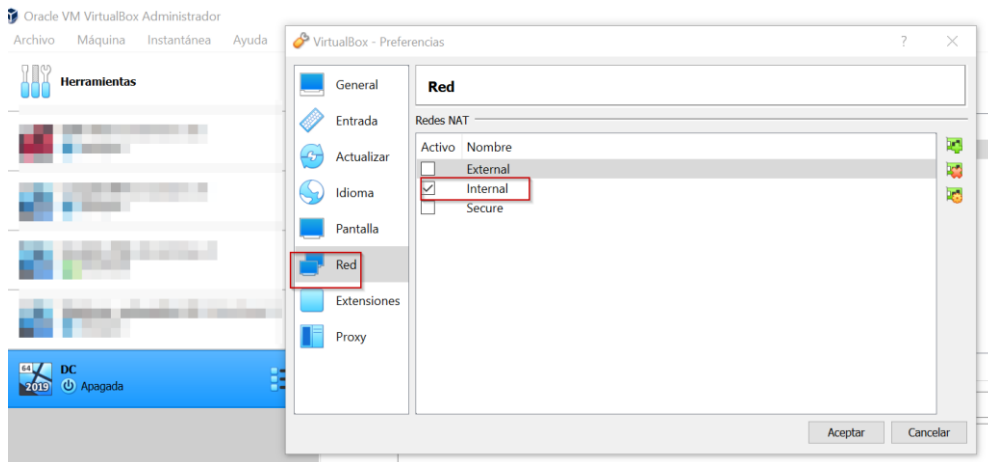 Oracle VM VirtualBox Administrador
Archivo Máquina Instantánea Ayuda
Herramientas
64
2019
DC
Apagada
VirtualBox - Preferencias ?
General
Entrada
Actualizar
Idioma
Pantalla
Red
Extensiones
Proxy
Red
Redes NAT
Activo Nombre
External
Internal
Secure
Aceptar Cancelar